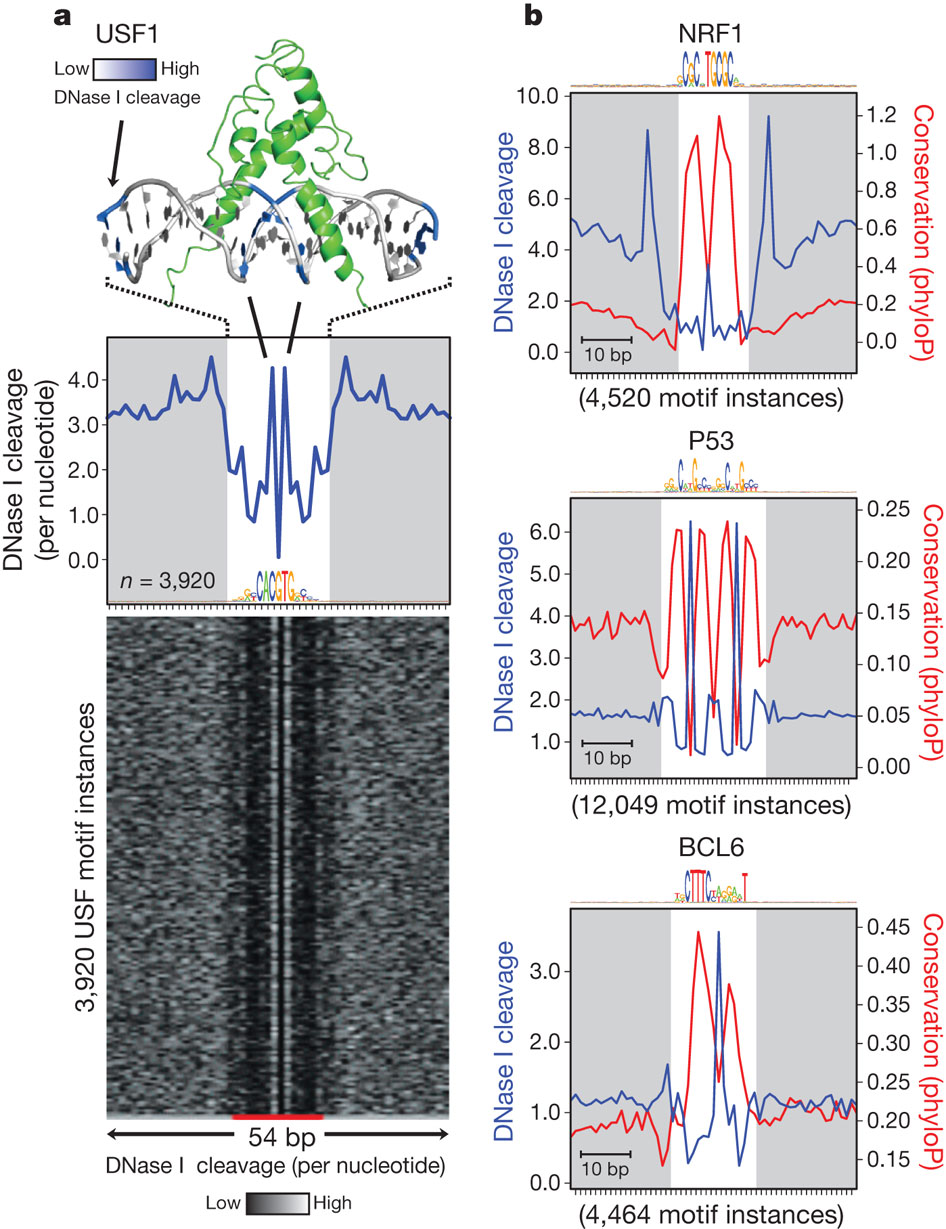 a
USF1
Low High
DNase I cleavage
DNase I cleavage
(per nucleotide)
4.0
3.0
2.0
1.0
0.0
n = 3,920
CACGTG
3,920 USF motif instances
54 bp
DNase I cleavage (per nucleotide)
Low High
b
NRF1
CGC TGCGC
DNase I cleavage
10.0
8.0
6.0
4.0
2.0
0.0
1.2
1.0
0.8
0.6
0.4
0.2
0.0
Conservation (phyloP)
10 bp
(4,520 motif instances)
P53
DNase I cleavage
6.0
5.0
4.0
3.0
2.0
1.0
0.25
0.20
0.15
0.10
0.05
0.00
Conservation (phyloP)
10 bp
(12,049 motif instances)
BCL6
CTTTC T
DNase I cleavage
3.0
2.0
1.0
0.0
0.45
0.40
0.35
0.30
0.25
0.20
0.15
Conservation (phyloP)
10 bp
(4,464 motif instances)